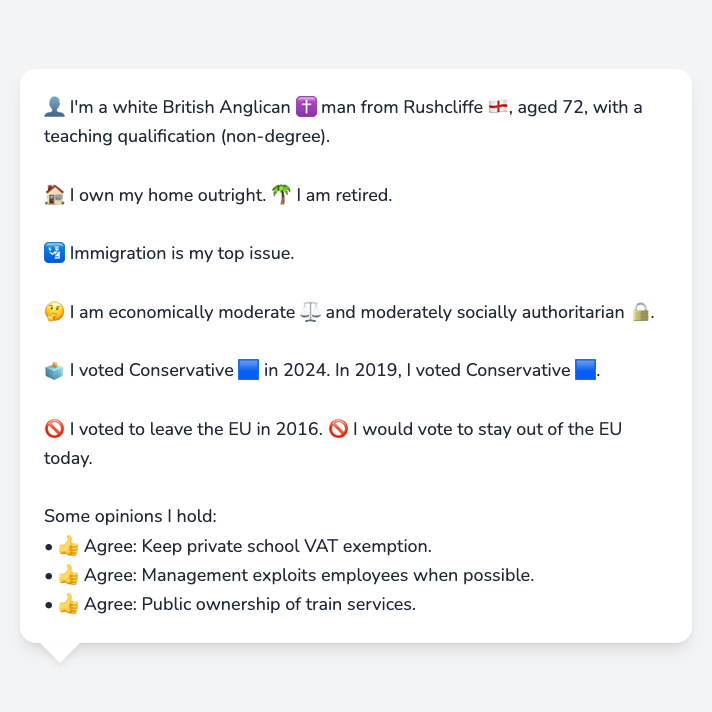 👤 I'm a white British Anglican ✝️ man from Rushcliffe 🏴󠁧󠁢󠁥󠁮󠁧󠁿, aged 72, with a
teaching qualification (non-degree).
🏠 I own my home outright. 🌴 I am retired.
🛂 Immigration is my top issue.
🤔 I am economically moderate ⚖️ and moderately socially authoritarian 🔒.
🗳️ I voted Conservative 🟦 in 2024. In 2019, I voted Conservative 🟦.
🚫 I voted to leave the EU in 2016. 🚫 I would vote to stay out of the EU
today.
Some opinions I hold:
• 👍 Agree: Keep private school VAT exemption.
• 👍 Agree: Management exploits employees when possible.
• 👍 Agree: Public ownership of train services.